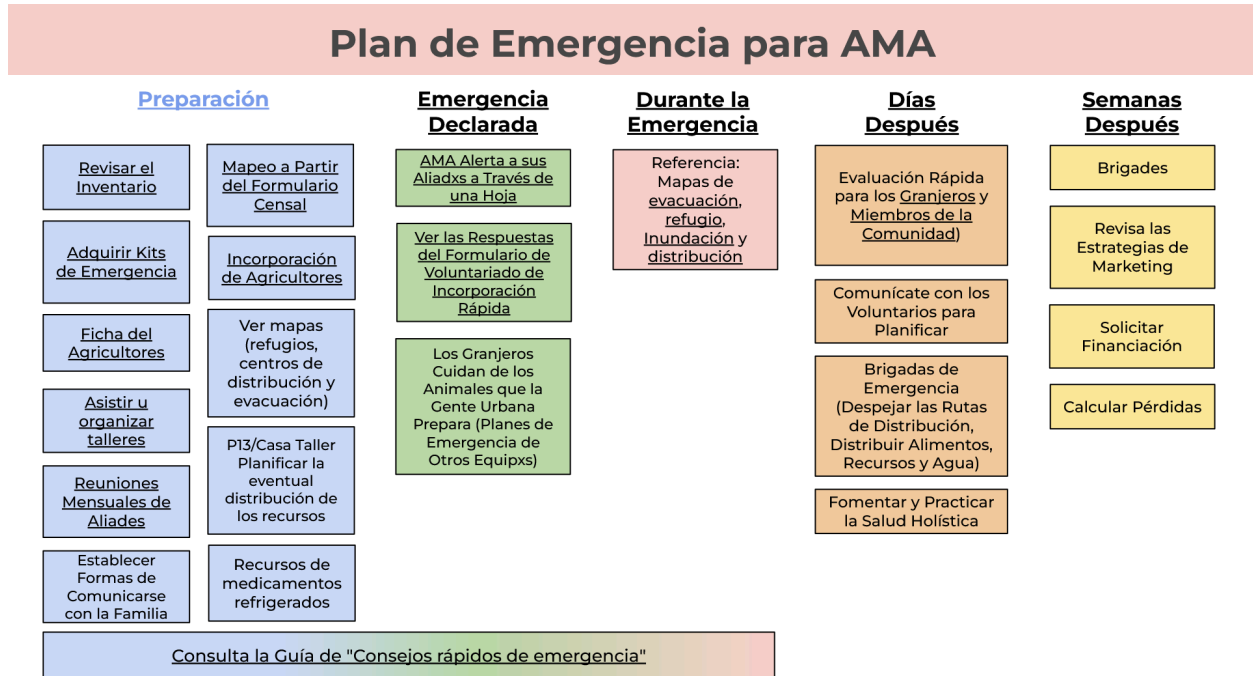 Plan de Emergencia para AMA
Preparación
Revisar el
Inventario
Adquirir Kits
de Emergencia
Ficha del
Agricultores
Asistir u
organizar
talleres
Reuniones
Mensuales de
Aliades
Establecer
Formas de
Comunicarse
con la Familia
Mapeo a Partir
del Formulario
Censal
Incorporación
de Agricultores
Ver mapas
(refugios,
centros de
distribución y
evacuación)
P13/Casa Taller
Planificar la
eventual
distribución de
los recursos
Recursos de
medicamentos
refrigerados
Emergencia
Declarada
AMA Alerta a sus
Aliadxs a Través de
una Hoja
Ver las Respuestas
del Formulario de
Voluntariado de
Incorporación
Rápida
Los Granjeros
Cuidan de los
Animales que la
Gente Urbana
Prepara (Planes de
Emergencia de
Otros Equipxs)
Durante la
Emergencia
Referencia:
Mapas de
evacuación,
refugio,
Inundación y
distribución
Días
Después
Evaluación Rápida
para los Granjeros y
Miembros de la
Comunidad)
Comunícate con los
Voluntarios para
Planificar
Brigadas de
Emergencia
(Despejar las Rutas
de Distribución,
Distribuir Alimentos,
Recursos y Agua)
Fomentar y Practicar
la Salud Holística
Semanas
Después
Brigades
Revisa las
Estrategias de
Marketing
Solicitar
Financiación
Calcular Pérdidas
Consulta la Guía de "Consejos rápidos de emergencia"